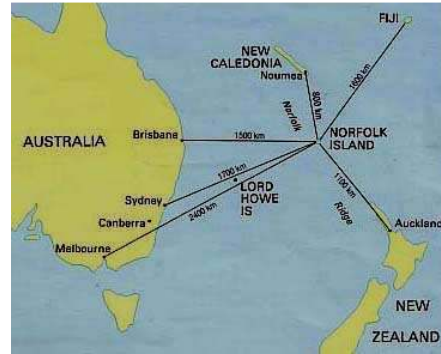 FIJI
NEW
CALEDONIA
Noumea
1600 km
800 km
Norfolk
AUSTRALIA
Brisbane
1500 km
NORFOLK
ISLAND
1700 km
LORD
HOWE
IS
1100 km
Sydney
2400 km
Canberra
Ridge
Auckland
Melbourne
NEW
ZEALAND